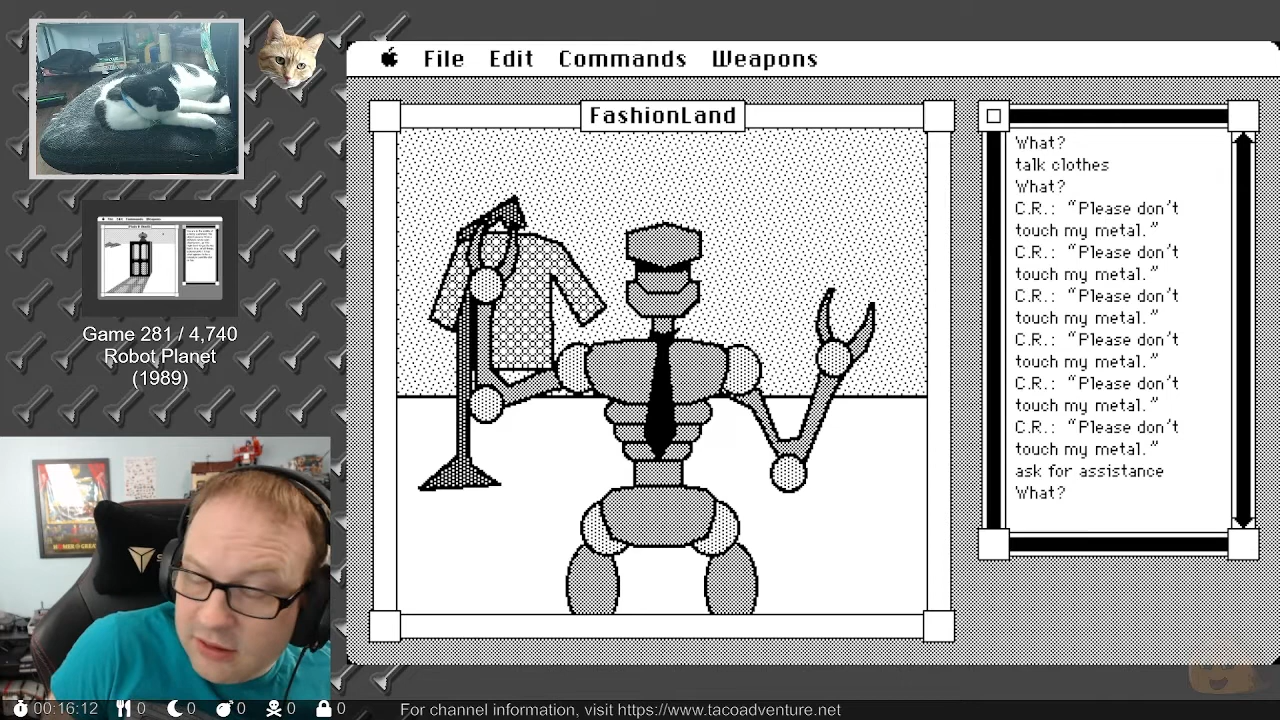 File Edit Commands Weapons
FashionLand
What?
talk clothes
What?
C.R.: “Please don’t
touch my metal.”
C.R.: “Please don’t
touch my metal.”
C.R.: “Please don’t
touch my metal.”
C.R.: “Please don’t
touch my metal.”
C.R.: “Please don’t
touch my metal.”
C.R.: “Please don’t
touch my metal.”
ask for assistance
What?
Game 281 / 4,740
Robot Planet
(1989)
00:16:12 0 0 0 0 0
For channel information, visit https://www.tacoadventure.net